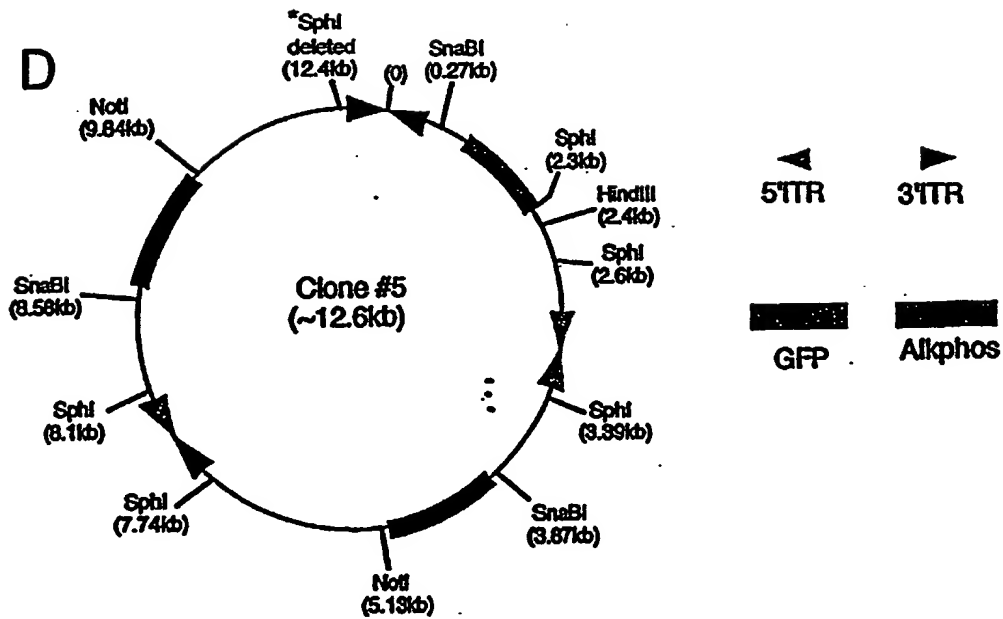 D
*SphI
deleted
(12.4kb)
(0)
SnaBI
(0.27kb)
NotI
(9.84kb)
SphI
(2.3kb)
HindIII
(2.4kb)
SphI
(2.6kb)
5'ITR
3'ITR
SnaBI
(8.58kb)
Clone #5
(~12.6kb)
GFP
Alkphos
SphI
(8.1kb)
SphI
(3.39kb)
SphI
(7.74kb)
SnaBI
(3.87kb)
NotI
(5.13kb)